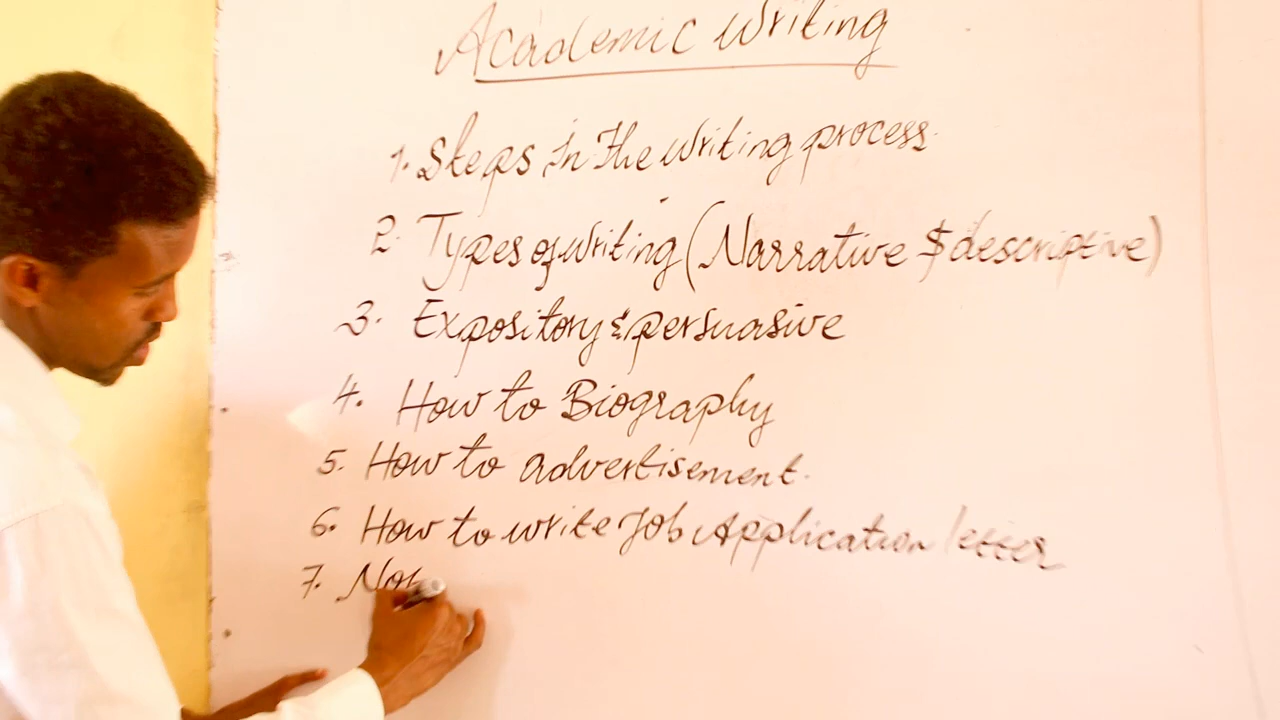 Academic Writing
1. Steps in The writing process.
2. Types of writing (Narrative & descriptive)
3. Expository & persuasive
4. How to Biography
5. How to advertisement.
6. How to write Job Application letter
7. Not